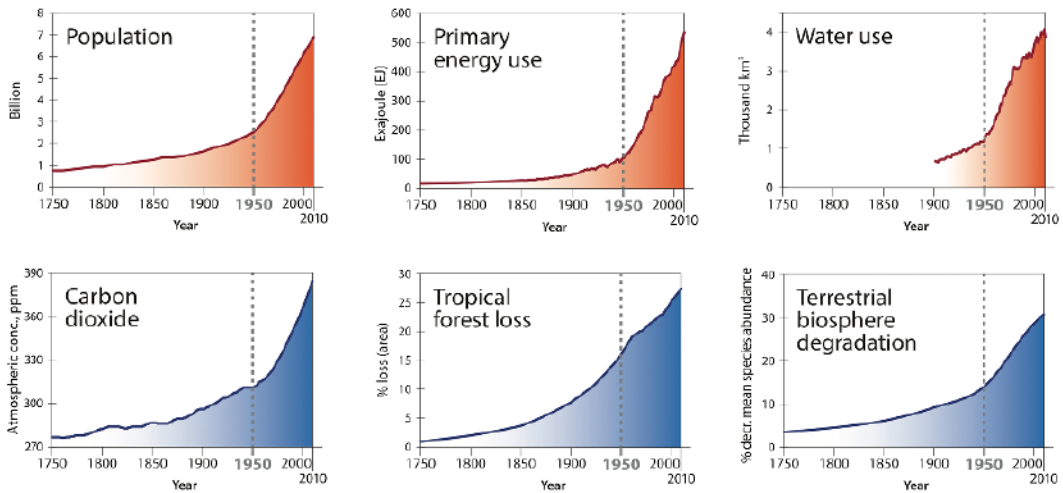 Population
Billion
8
7
6
5
4
3
2
1
0
1750 1800 1850 1900 1950 2000
2010
Year
Primary
energy use
Exajoule (EJ)
600
500
400
300
200
100
0
1750 1800 1850 1900 1950 2000
2010
Year
Water use
Thousand km³
4
3
2
1
0
1750 1800 1850 1900 1950 2000
2010
Year
Carbon
dioxide
Atmospheric conc., ppm
390
360
330
300
270
1750 1800 1850 1900 1950 2000
2010
Year
Tropical
forest loss
% loss (area)
30
25
20
15
10
5
0
1750 1800 1850 1900 1950 2000
2010
Year
Terrestrial
biosphere
degradation
% decr. mean species abundance
40
30
20
10
0
1750 1800 1850 1900 1950 2000
2010
Year